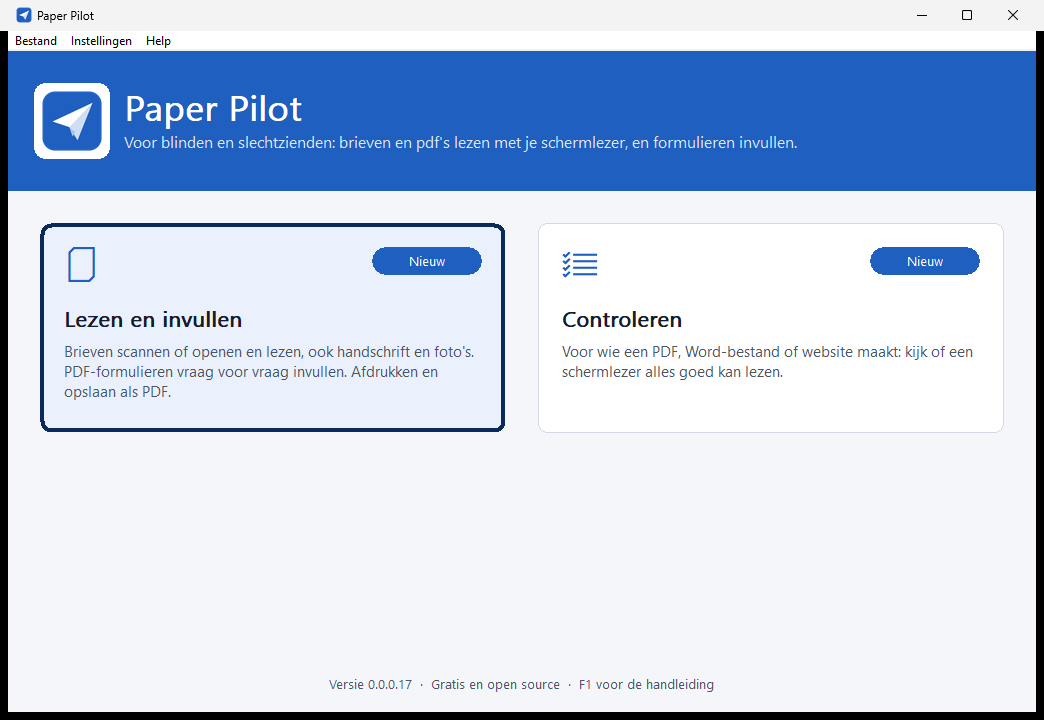 Paper Pilot
Bestand Instellingen Help
Paper Pilot
Voor blinden en slechtzienden: brieven en pdf's lezen met je schermlezer, en formulieren invullen.
Nieuw
Lezen en invullen
Brieven scannen of openen en lezen, ook handschrift en foto's.
PDF-formulieren vraag voor vraag invullen. Afdrukken en
opslaan als PDF.
Nieuw
Controleren
Voor wie een PDF, Word-bestand of website maakt: kijk of een
schermlezer alles goed kan lezen.
Versie 0.0.0.17 · Gratis en open source · F1 voor de handleiding